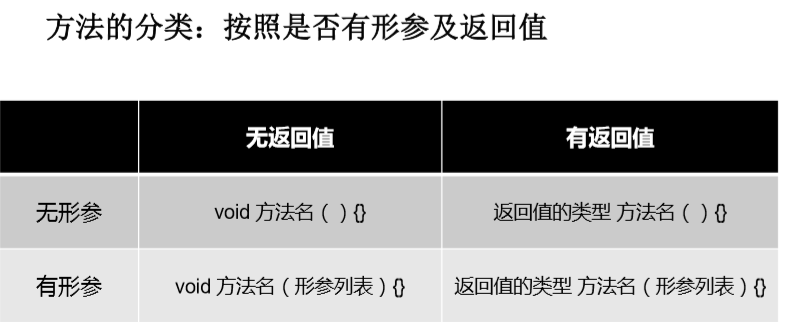 方法的分类：按照是否有形参及返回值
无返回值 有返回值
无形参 void 方法名（ ）{} 返回值的类型 方法名（ ）{}
有形参 void 方法名（形参列表）{} 返回值的类型 方法名（形参列表）{}